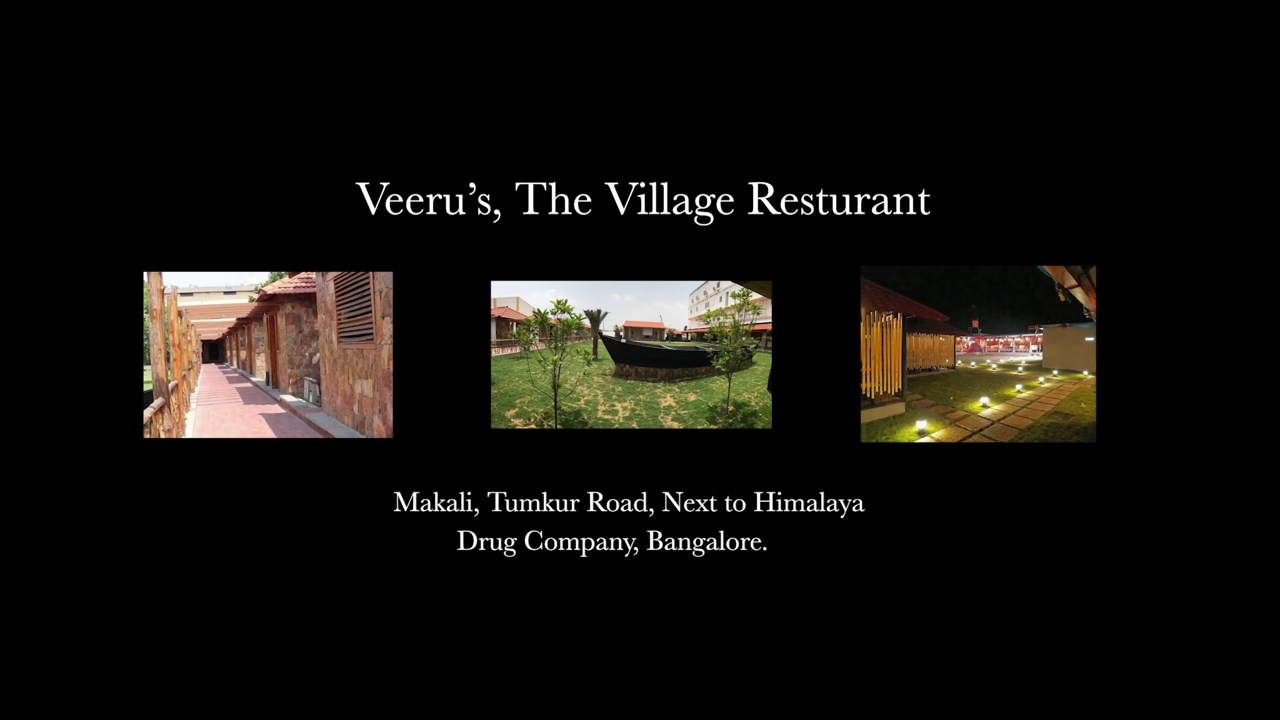 Veeru’s, The Village Resturant
Makali, Tumkur Road, Next to Himalaya
Drug Company, Bangalore.